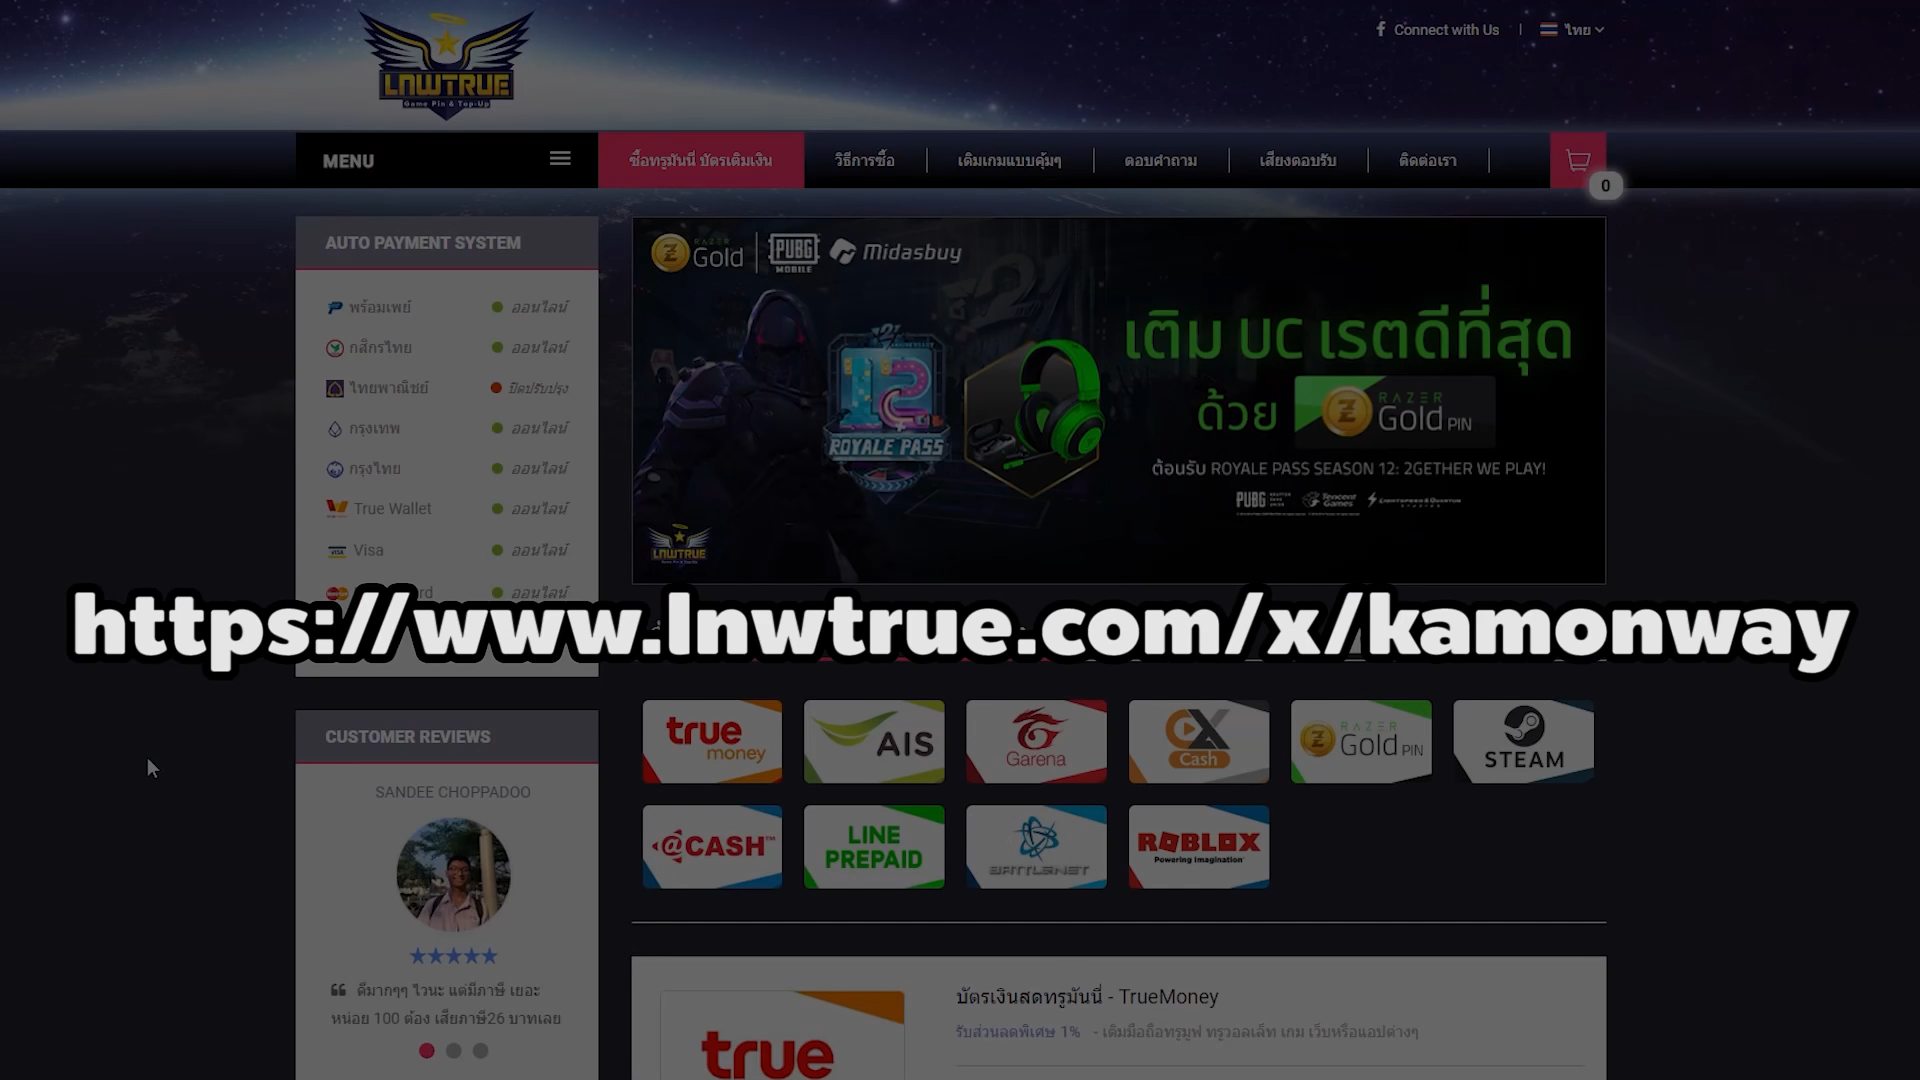 LNWTRUE
Game Pin & Top-Up
Connect with Us
ไทย
MENU
ซื้อทรูมันนี่ บัตรเติมเงิน
วิธีการซื้อ
เติมเกมแบบคุ้มๆ
ตอบคำถาม
เสียงตอบรับ
ติดต่อเรา
0
AUTO PAYMENT SYSTEM
พร้อมเพย์ ออนไลน์
กสิกรไทย ออนไลน์
ไทยพาณิชย์ ปิดปรับปรุง
กรุงเทพ ออนไลน์
กรุงไทย ออนไลน์
True Wallet ออนไลน์
Visa ออนไลน์
ออนไลน์
RAZER Gold PUBG MOBILE Midasbuy
12
ROYALE PASS
เติม UC เรตดีที่สุด
ด้วย RAZER Gold PIN
ต้อนรับ ROYALE PASS SEASON 12: 2GETHER WE PLAY!
PUBG Tencent Games LIGHTSPEED & QUANTUM STUDIOS
LNWTRUE
https://www.lnwtrue.com/x/kamonway
true money
AIS
Garena
CX Cash
RAZER Gold PIN
STEAM
@CASH™
LINE PREPAID
BATTLE.NET
ROBLOX
Powering Imagination™
CUSTOMER REVIEWS
SANDEE CHOPPADOO
ดีมากๆๆ ไวนะ แต่มีภาษี เยอะ
หน่อย 100 ต้อง เสียภาษี26 บาทเลย
true
บัตรเงินสดทรูมันนี่ - TrueMoney
รับส่วนลดพิเศษ 1% - เติมมือถือทรูมูฟ ทรูวอลเล็ท เกม เว็บหรือแอปต่างๆ